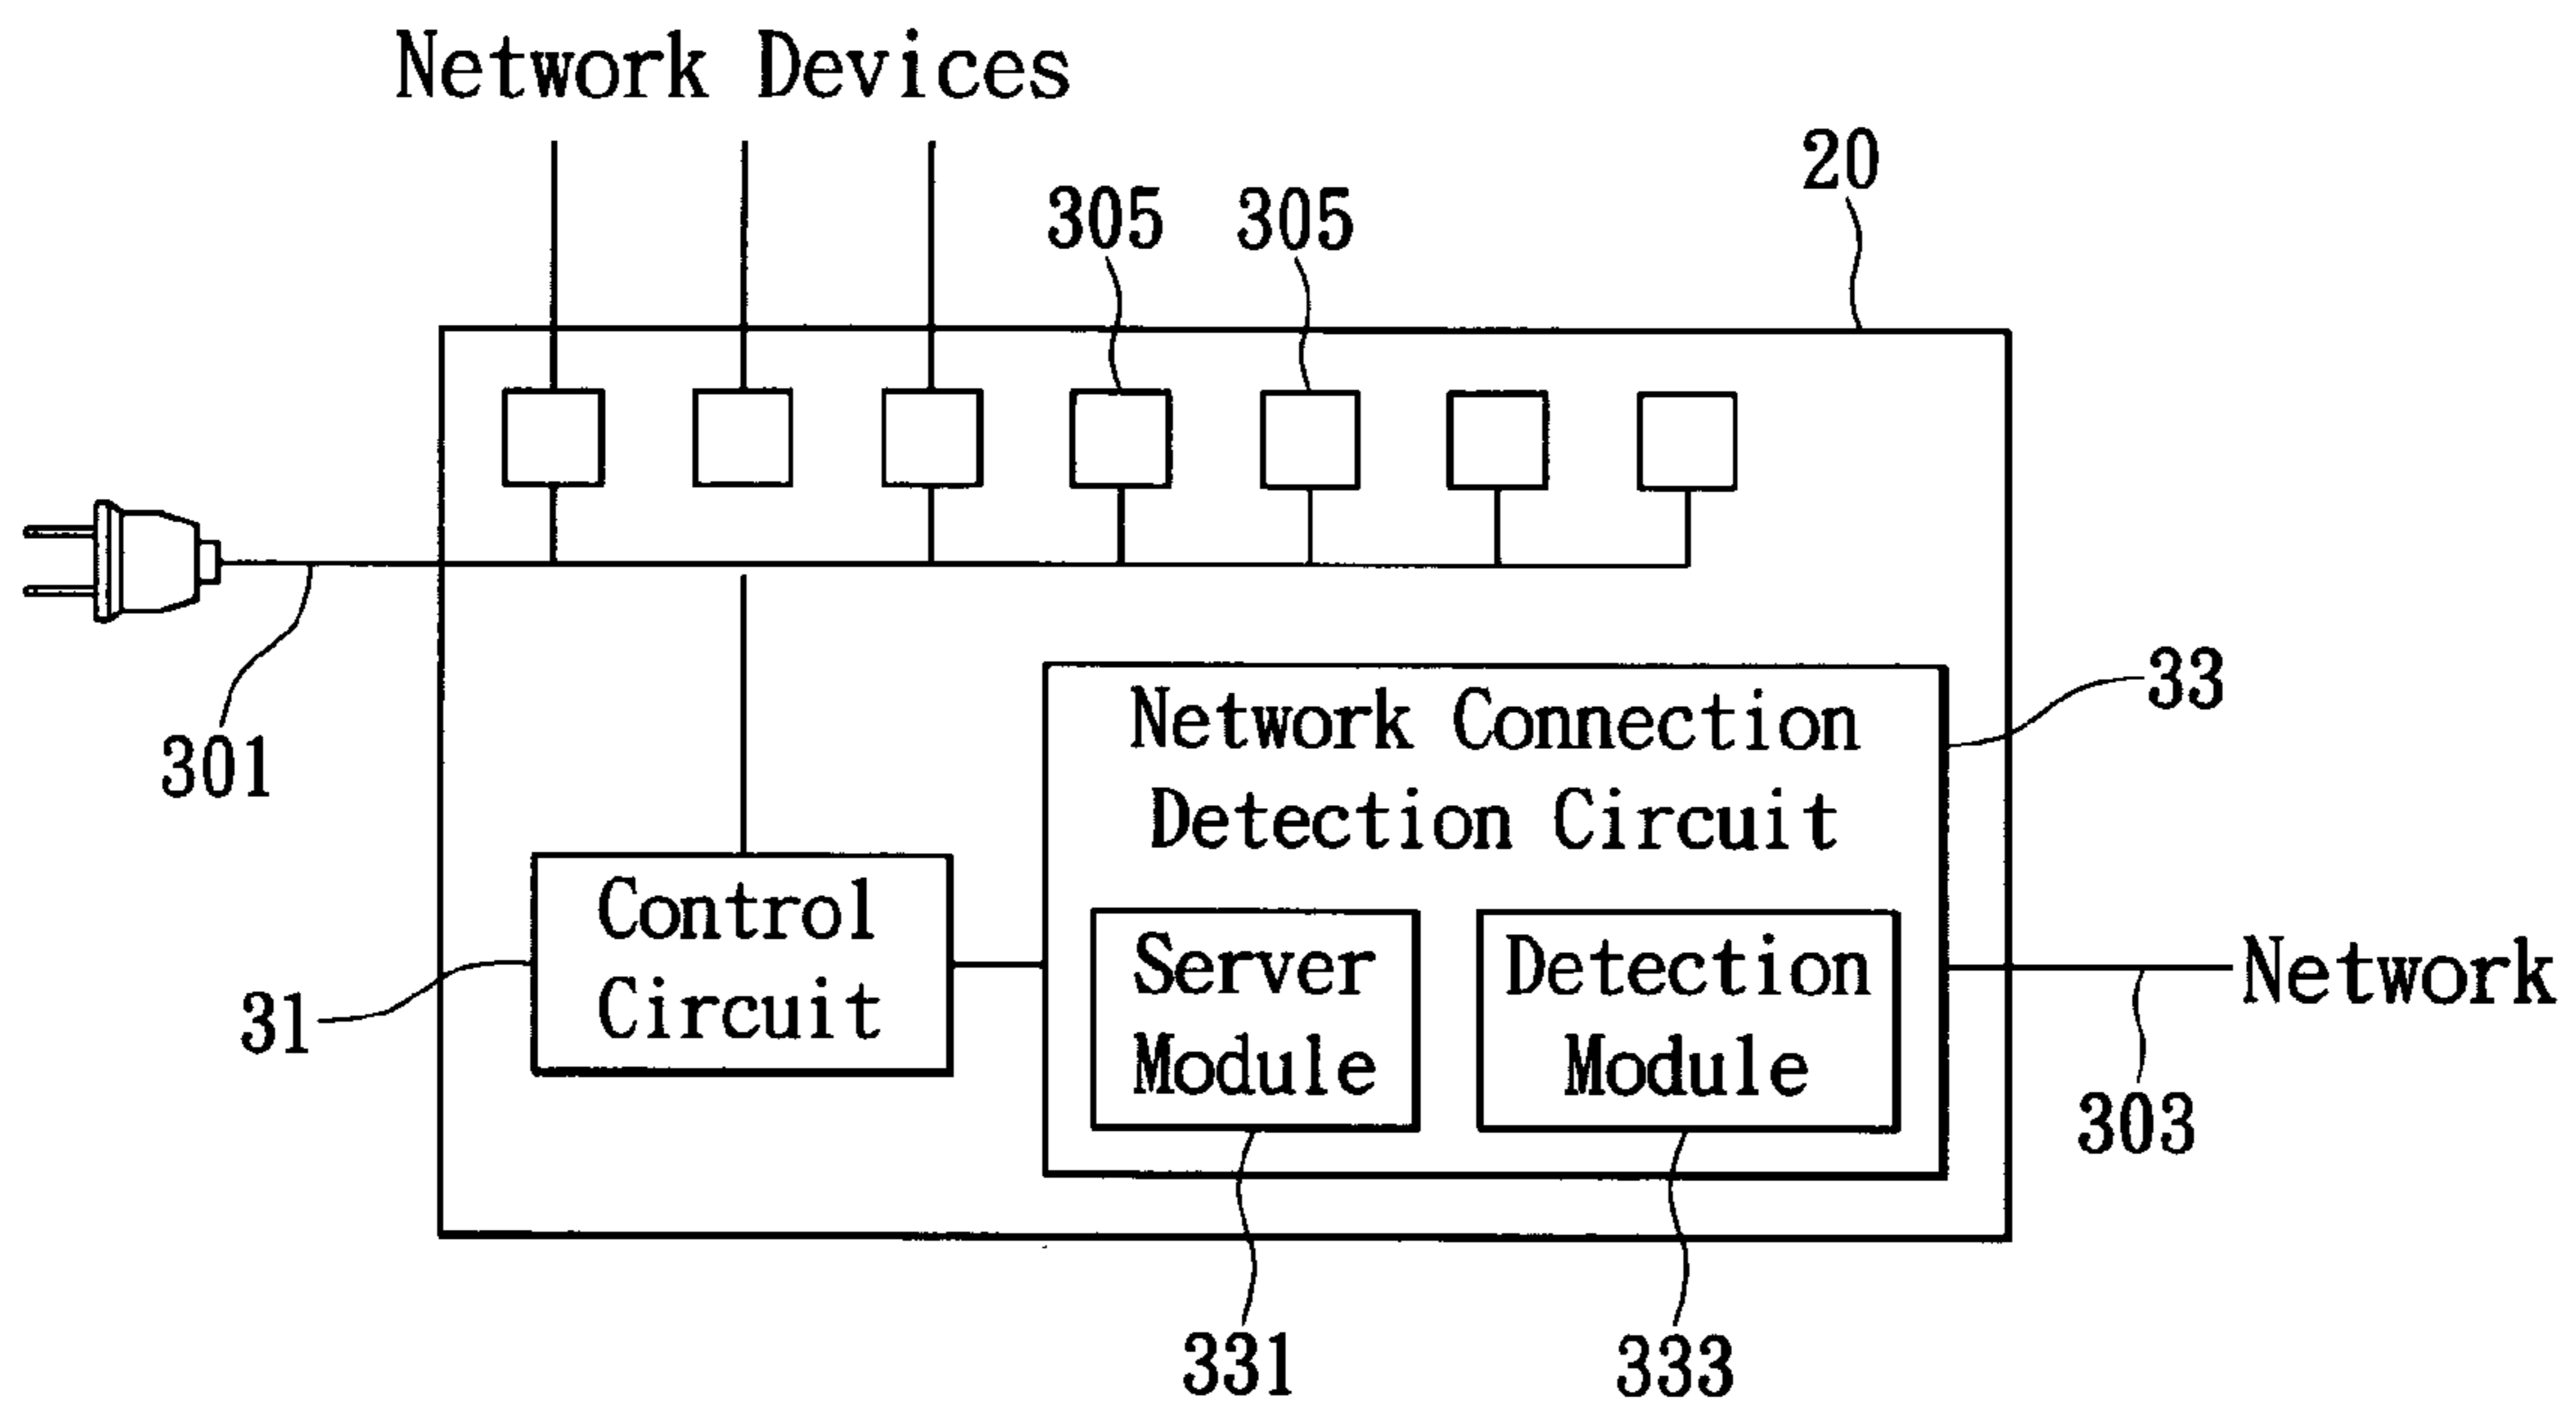 Network Devices
20
305
305
301
33
Network Connection
Detection Circuit
Control
Circuit
31
Server
Module
Detection
Module
Network
303
331
333